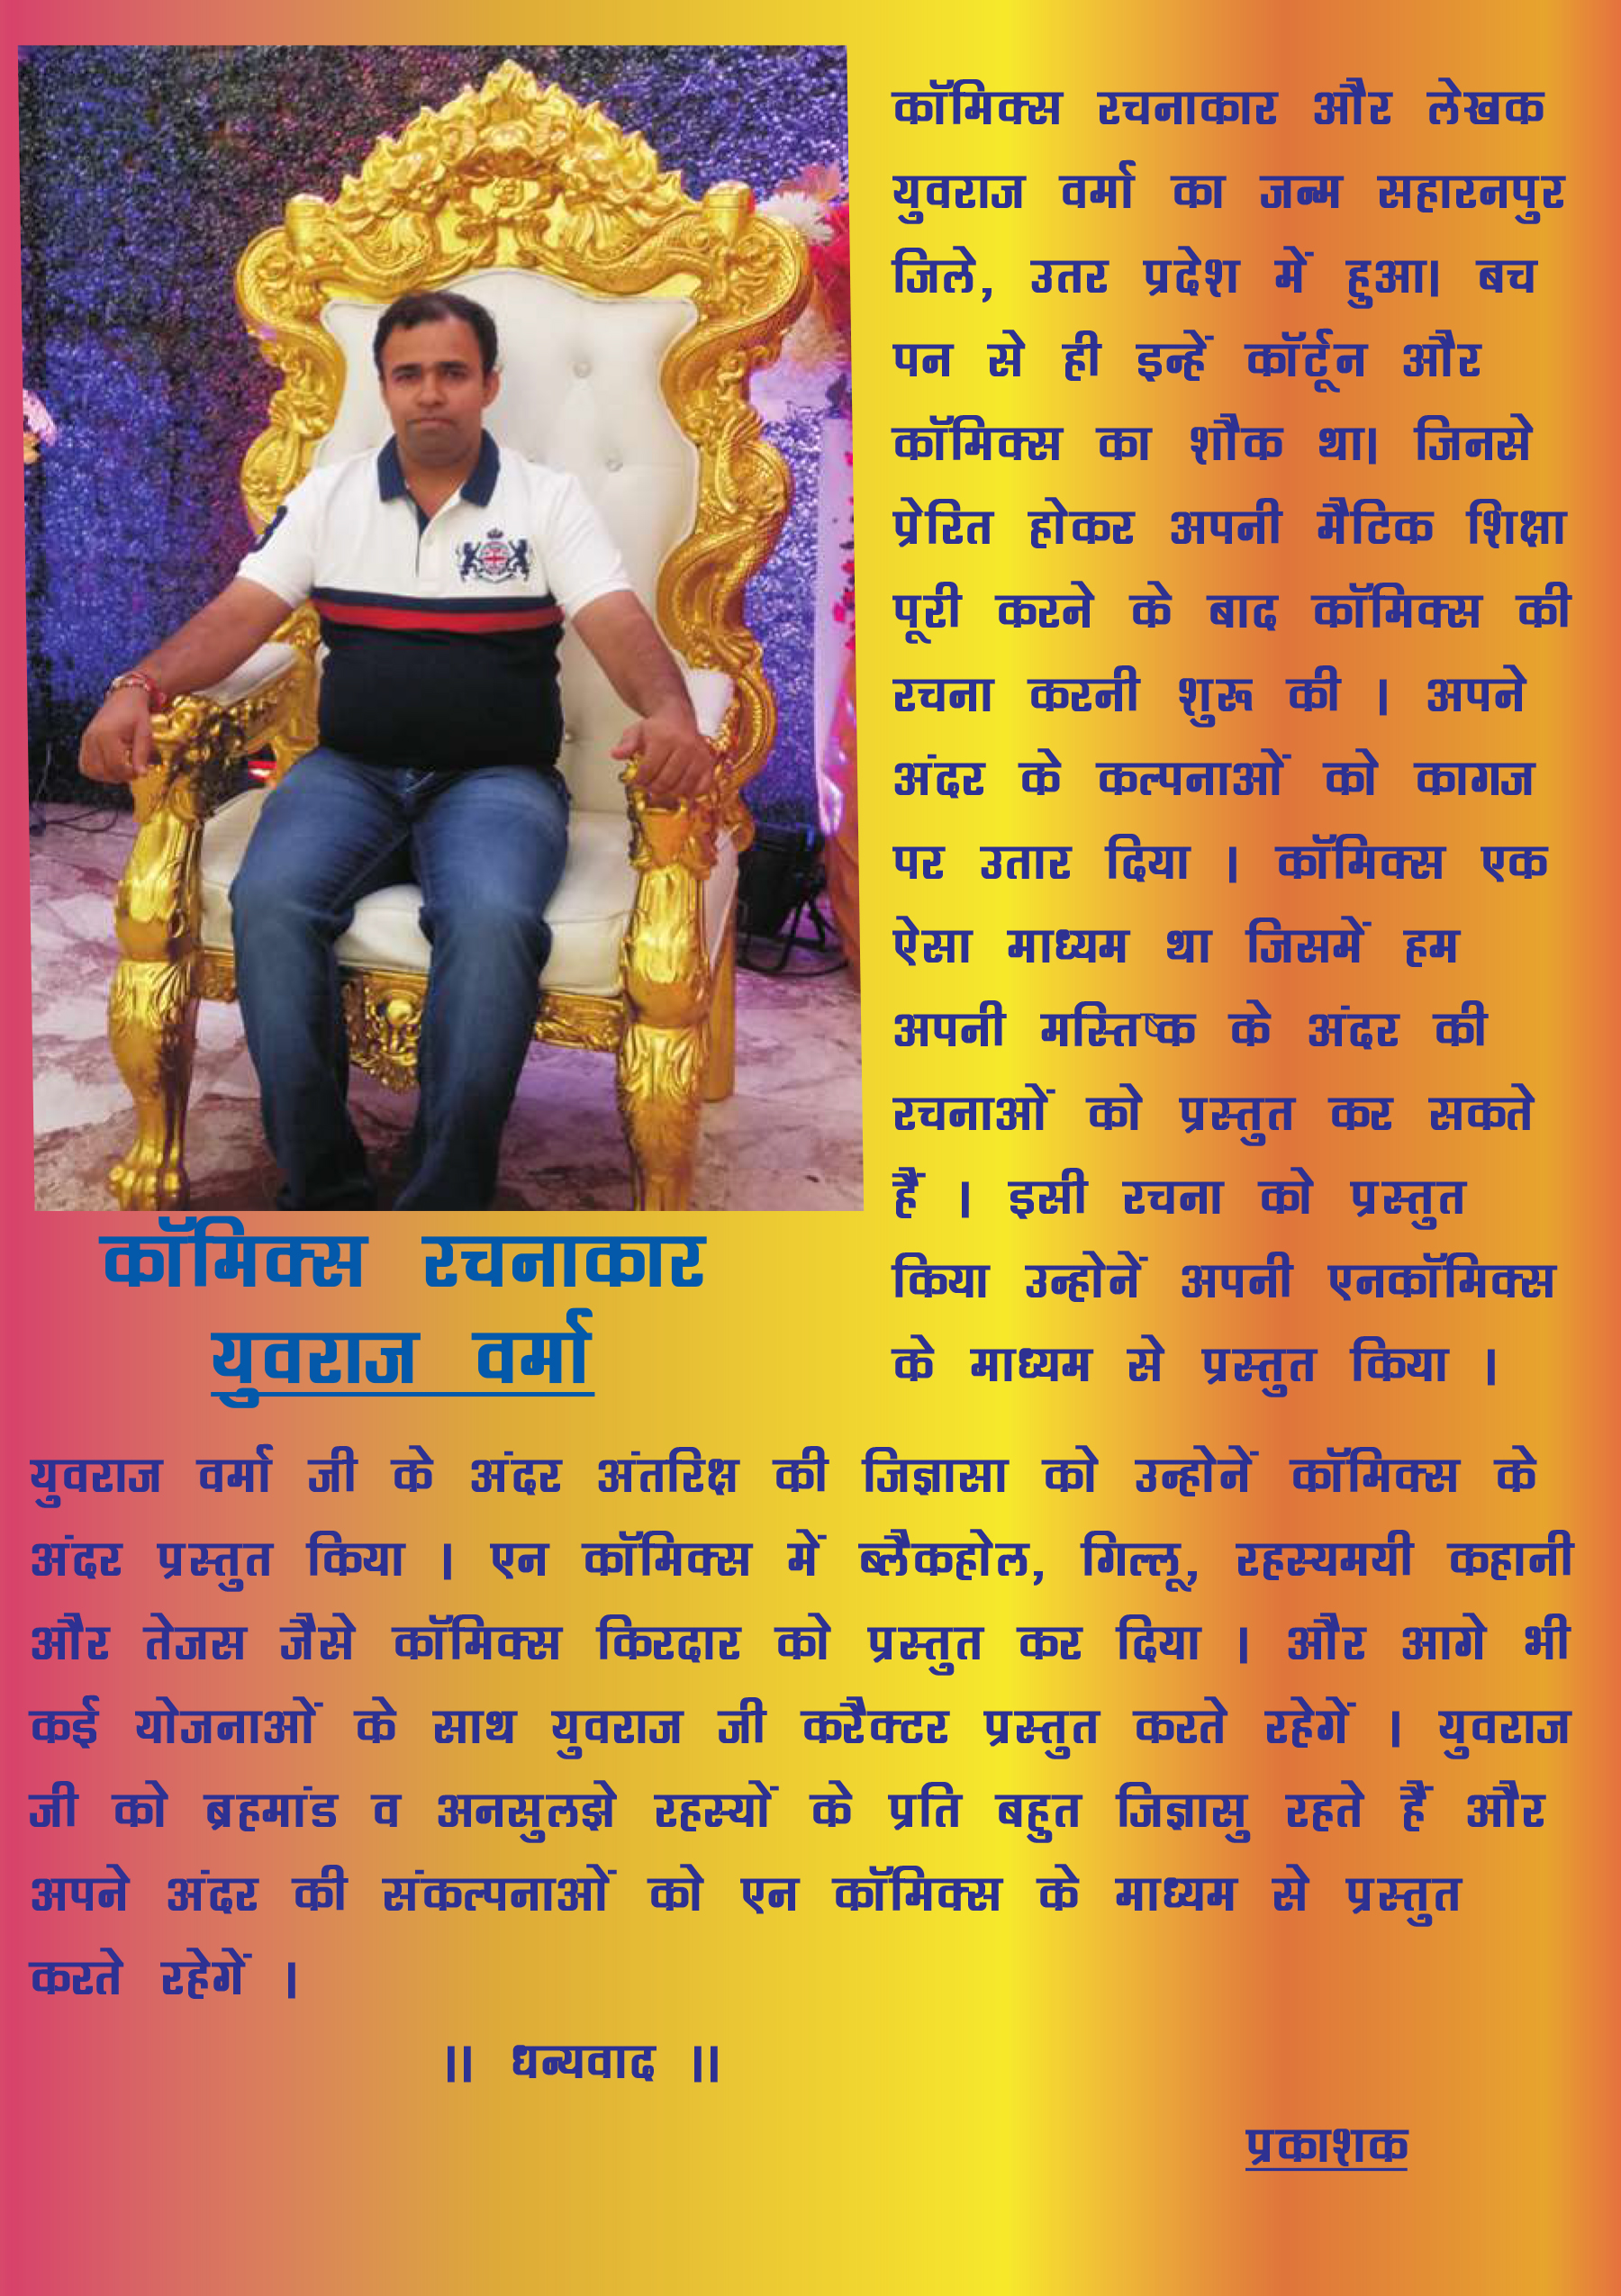 कॉमिक्स रचनाकार और लेखक
युवराज वर्मा का जन्म सहारनपुर
जिले, उतर प्रदेश में हुआ। बच
पन से ही इन्हें कॉर्टून और
कॉमिक्स का शौक था। जिनसे
प्रेरित होकर अपनी मैटिक शिक्षा
पूरी करने के बाद कॉमिक्स की
रचना करनी शुरू की । अपने
अंदर के कल्पनाओं को कागज
पर उतार दिया । कॉमिक्स एक
ऐसा माध्यम था जिसमें हम
अपनी मस्तिष्क के अंदर की
रचनाओं को प्रस्तुत कर सकते
हैं । इसी रचना को प्रस्तुत
किया उन्होनें अपनी एनकॉमिक्स
के माध्यम से प्रस्तुत किया ।
कॉमिक्स रचनाकार
युवराज वर्मा
युवराज वर्मा जी के अंदर अंतरिक्ष की जिज्ञासा को उन्होनें कॉमिक्स के
अंदर प्रस्तुत किया । एन कॉमिक्स में ब्लैकहोल, गिल्लू, रहस्यमयी कहानी
और तेजस जैसे कॉमिक्स किरदार को प्रस्तुत कर दिया । और आगे भी
कई योजनाओं के साथ युवराज जी करैक्टर प्रस्तुत करते रहेगें । युवराज
जी को ब्रहमांड व अनसुलझे रहस्यों के प्रति बहुत जिज्ञासु रहते हैं और
अपने अंदर की संकल्पनाओं को एन कॉमिक्स के माध्यम से प्रस्तुत
करते रहेगें ।
।। धन्यवाद ।।
प्रकाशक